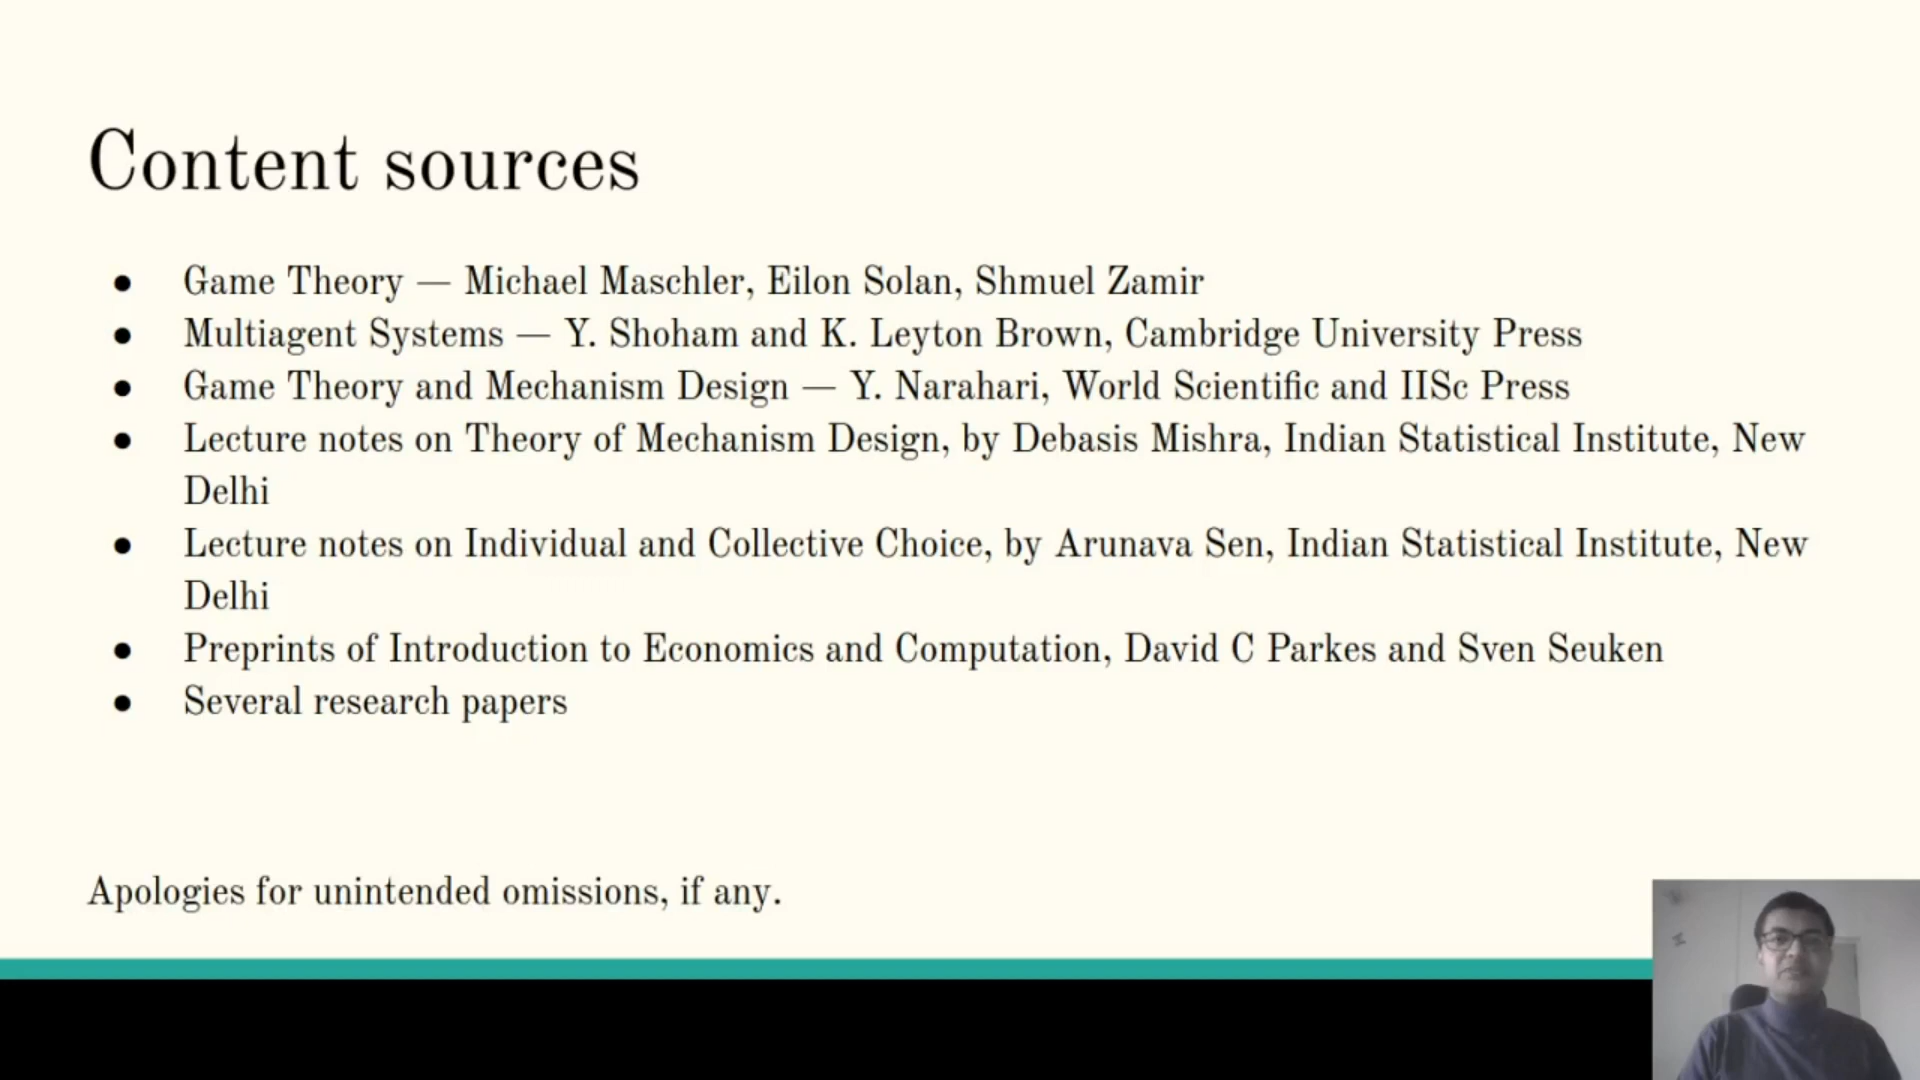 Content sources
● Game Theory — Michael Maschler, Eilon Solan, Shmuel Zamir
● Multiagent Systems — Y. Shoham and K. Leyton Brown, Cambridge University Press
● Game Theory and Mechanism Design — Y. Narahari, World Scientific and IISc Press
● Lecture notes on Theory of Mechanism Design, by Debasis Mishra, Indian Statistical Institute, New
Delhi
● Lecture notes on Individual and Collective Choice, by Arunava Sen, Indian Statistical Institute, New
Delhi
● Preprints of Introduction to Economics and Computation, David C Parkes and Sven Seuken
● Several research papers
Apologies for unintended omissions, if any.